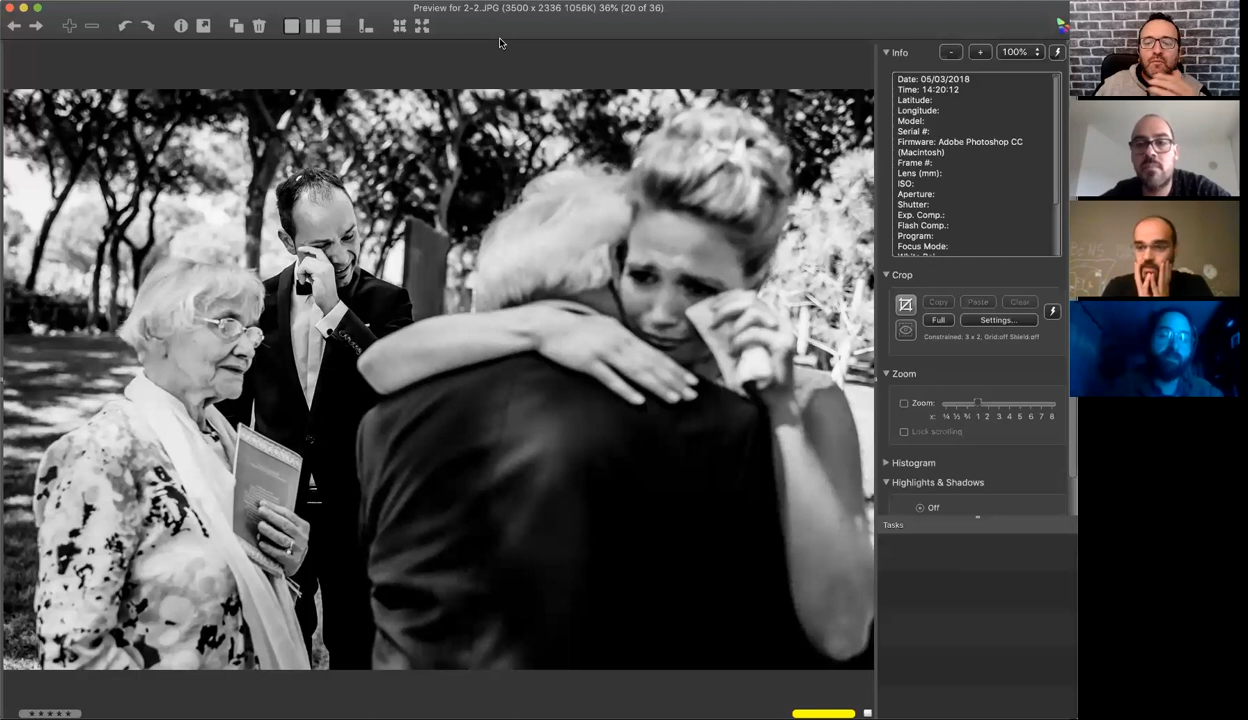 Preview for 2-2.JPG (3500 x 2336 1056K) 36% (20 of 36)
Info
-
+
100%
Date: 05/03/2018
Time: 14:20:12
Latitude:
Longitude:
Model:
Serial #:
Firmware: Adobe Photoshop CC
(Macintosh)
Frame #:
Lens (mm):
ISO:
Aperture:
Shutter:
Exp. Comp.:
Flash Comp.:
Program:
Focus Mode:
Crop
Copy Paste Clear
Full Settings...
Constrained: 3 x 2, Grid:off Shield:off
Zoom
Zoom:
x: ¼ ½ ¾ 1 2 3 4 5 6 7 8
Lock scrolling
Histogram
Highlights & Shadows
Off
Tasks